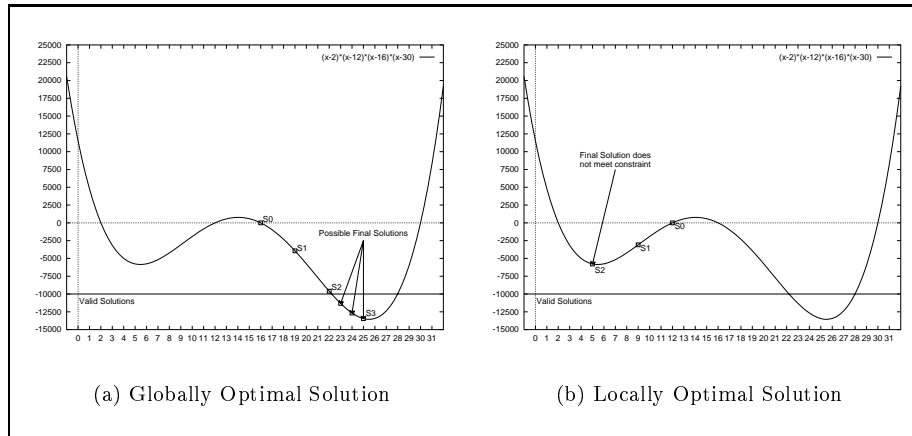 25000
22500
20000
17500
15000
12500
10000
7500
5000
2500
0
-2500
-5000
-7500
-10000
-12500
-15000
0 1 2 3 4 5 6 7 8 9 10 11 12 13 14 15 16 17 18 19 20 21 22 23 24 25 26 27 28 29 30 31
(x-2)*(x-12)*(x-16)*(x-30)
S0
S1
Possible Final Solutions
S2
Valid Solutions
S3
(a) Globally Optimal Solution
25000
22500
20000
17500
15000
12500
10000
7500
5000
2500
0
-2500
-5000
-7500
-10000
-12500
-15000
0 1 2 3 4 5 6 7 8 9 10 11 12 13 14 15 16 17 18 19 20 21 22 23 24 25 26 27 28 29 30 31
(x-2)*(x-12)*(x-16)*(x-30)
Final Solution does
not meet constraint
S0
S1
S2
Valid Solutions
(b) Locally Optimal Solution